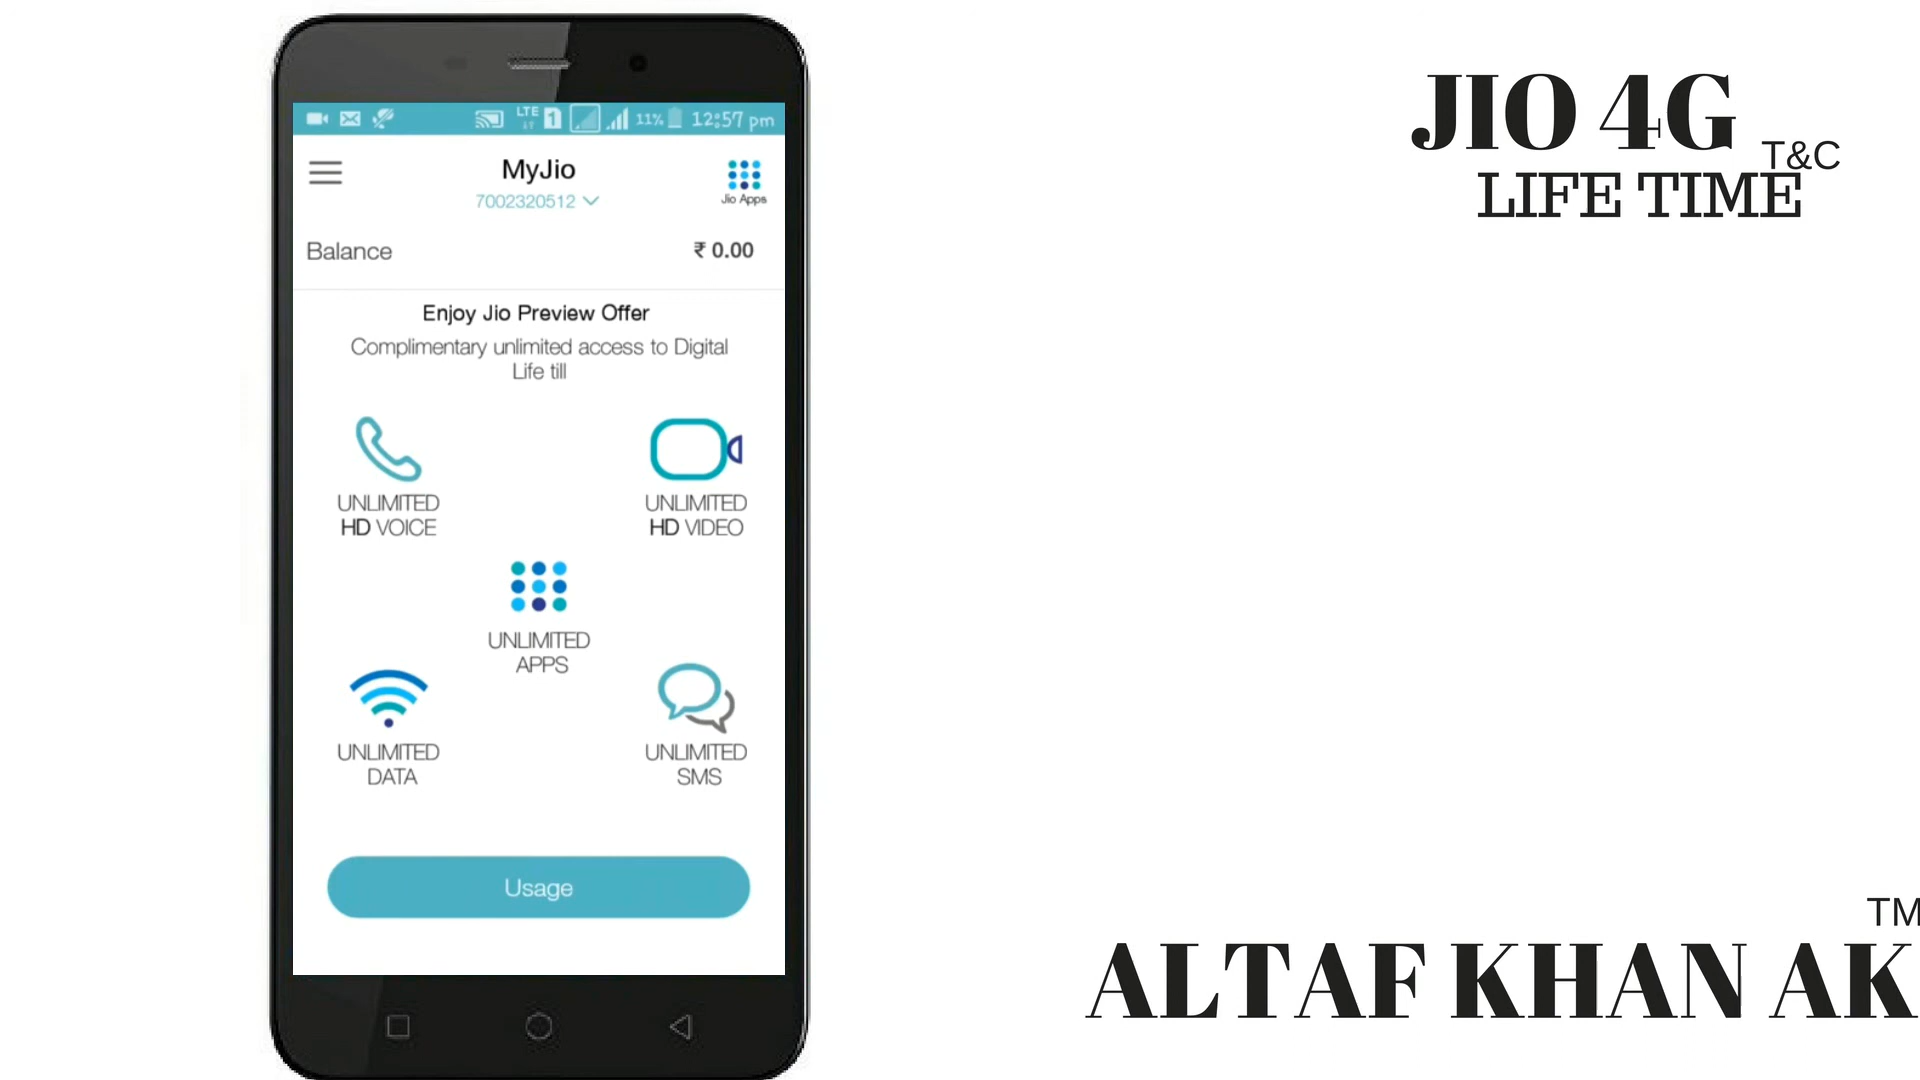 LTE 1 11% 12:57 pm
MyJio
7002320512
Jio Apps
Balance ₹ 0.00
Enjoy Jio Preview Offer
Complimentary unlimited access to Digital
Life till
UNLIMITED
HD VOICE
UNLIMITED
HD VIDEO
UNLIMITED
APPS
UNLIMITED
DATA
UNLIMITED
SMS
Usage
JIO 4G
T&C
LIFE TIME
TM
ALTAF KHAN AK